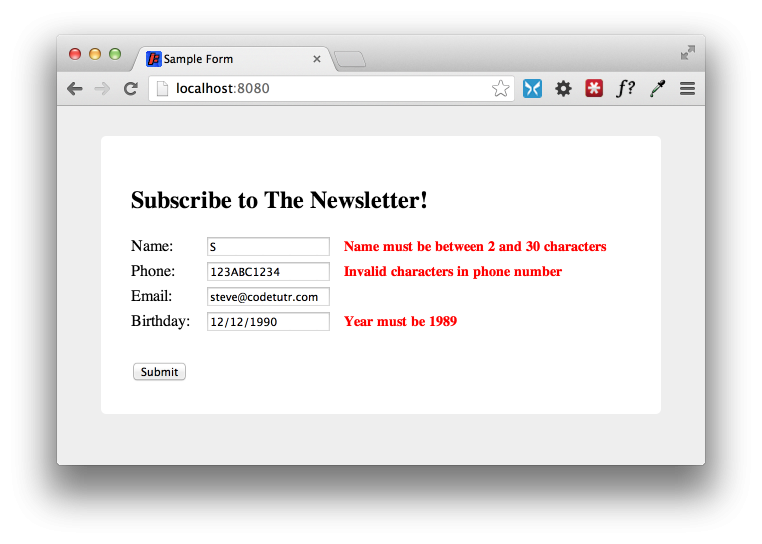 Sample Form
localhost:8080
f?
Subscribe to The Newsletter!
Name: S Name must be between 2 and 30 characters
Phone: 123ABC1234 Invalid characters in phone number
Email: steve@codetutr.com
Birthday: 12/12/1990 Year must be 1989
Submit